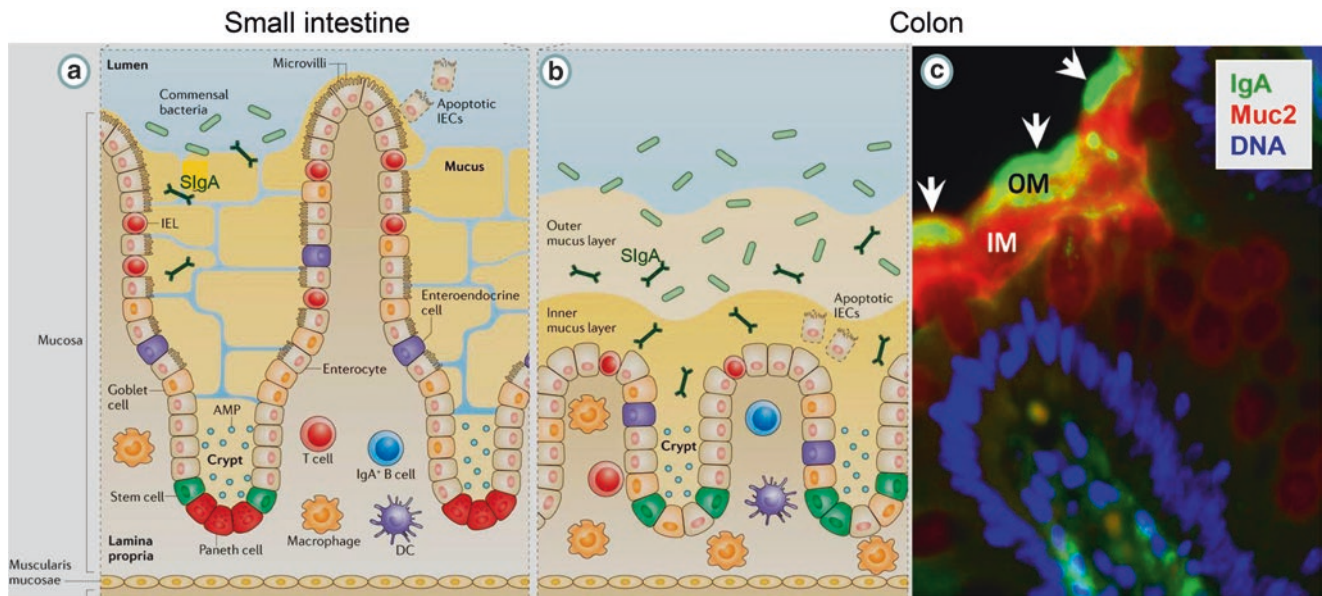 Small intestine
Colon
a
Lumen
Microvilli
Commensal
bacteria
Apoptotic
IECs
Mucus
SIgA
IEL
Enteroendocrine
cell
Mucosa
Enterocyte
Goblet
cell
AMP
Crypt
T cell
IgA⁺ B cell
Stem cell
Macrophage
DC
Paneth cell
Lamina
propria
Muscularis
mucosae
b
Outer
mucus layer
SIgA
Apoptotic
IECs
Inner
mucus layer
Crypt
c
IgA
Muc2
DNA
OM
IM